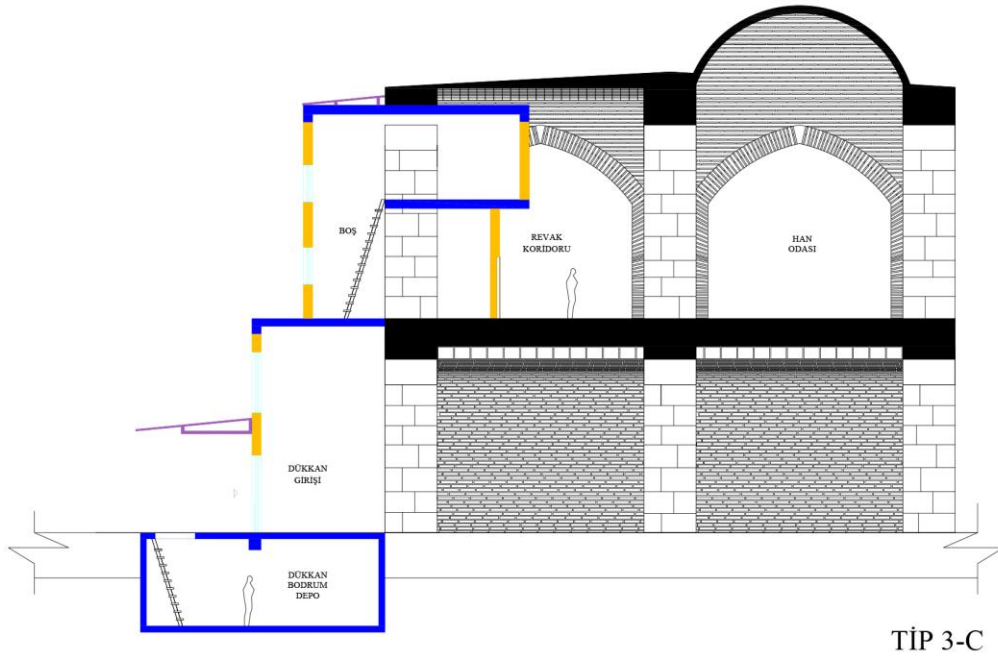 BOŞ
REVAK
KORİDORU
HAN
ODASI
DÜKKAN
GİRİŞİ
DÜKKAN
BODRUM
DEPO
TİP 3-C